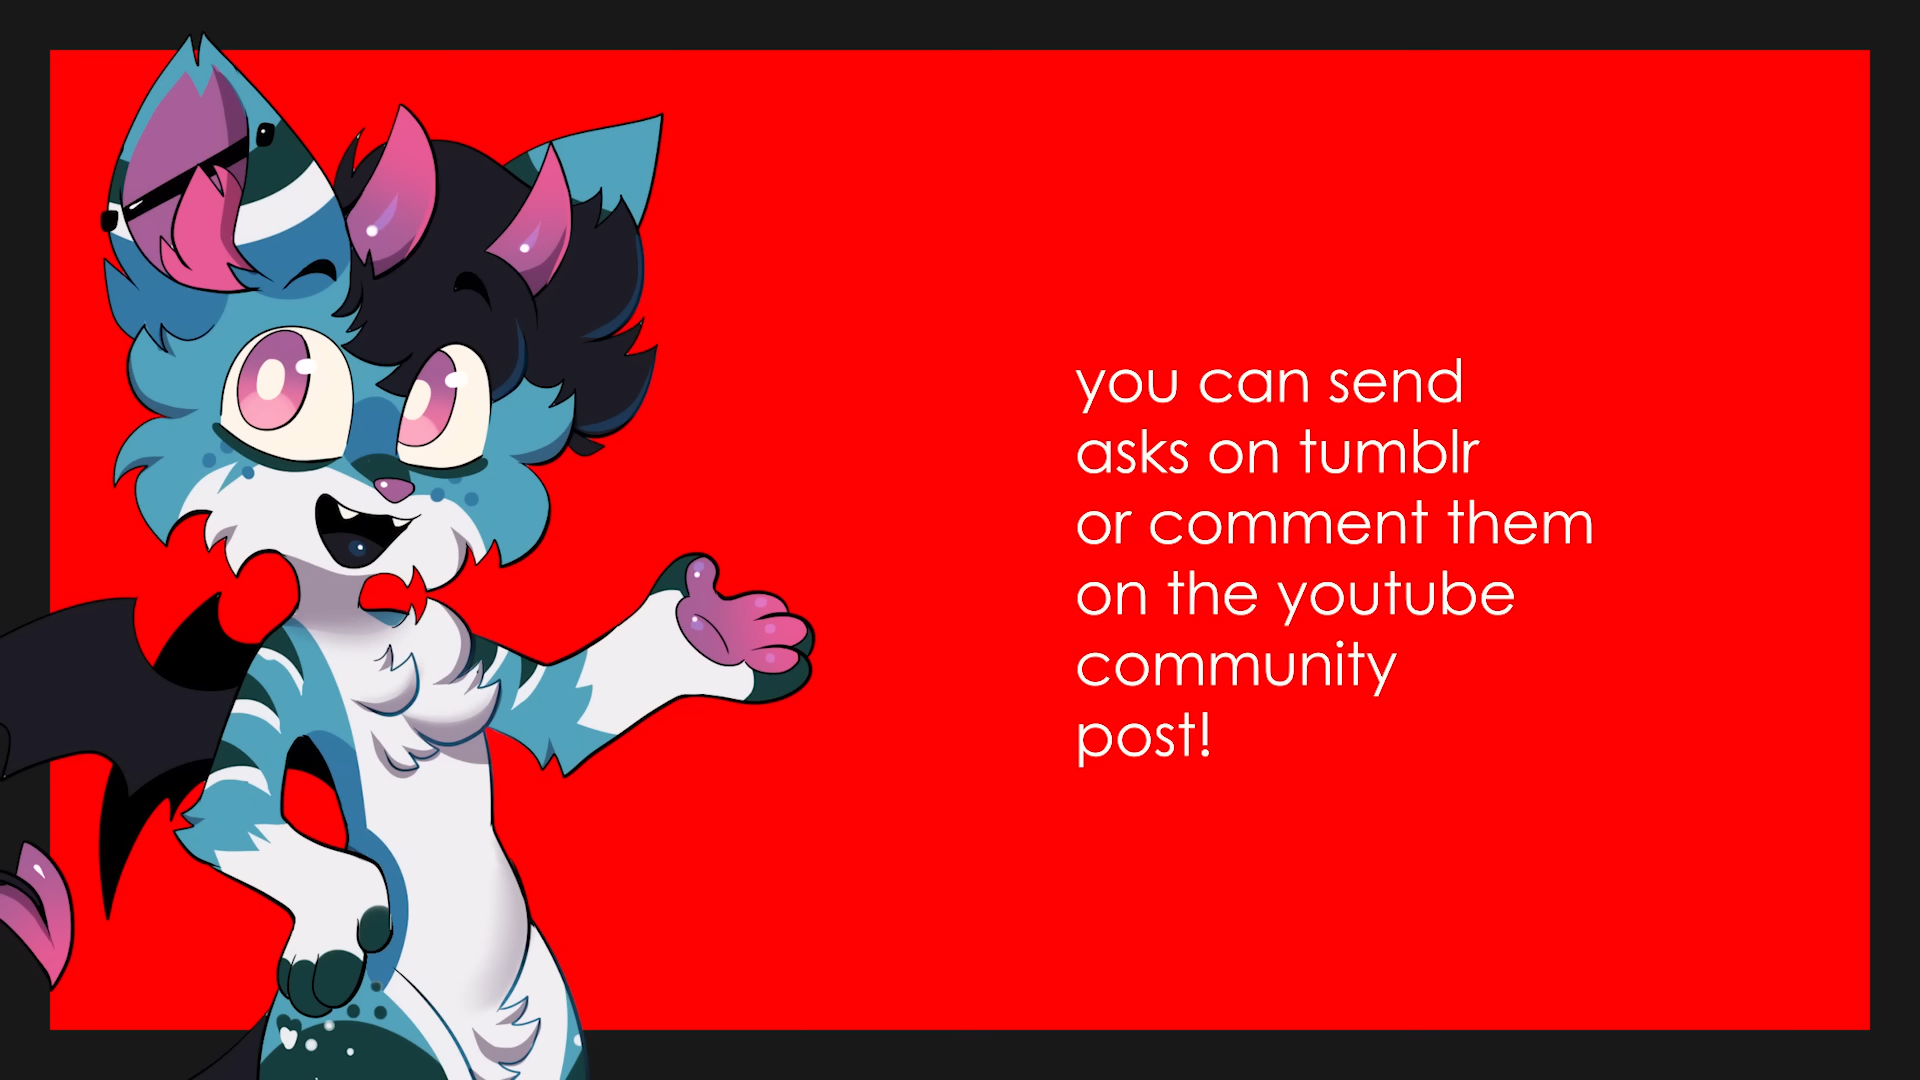 you can send
asks on tumblr
or comment them
on the youtube
community
post!